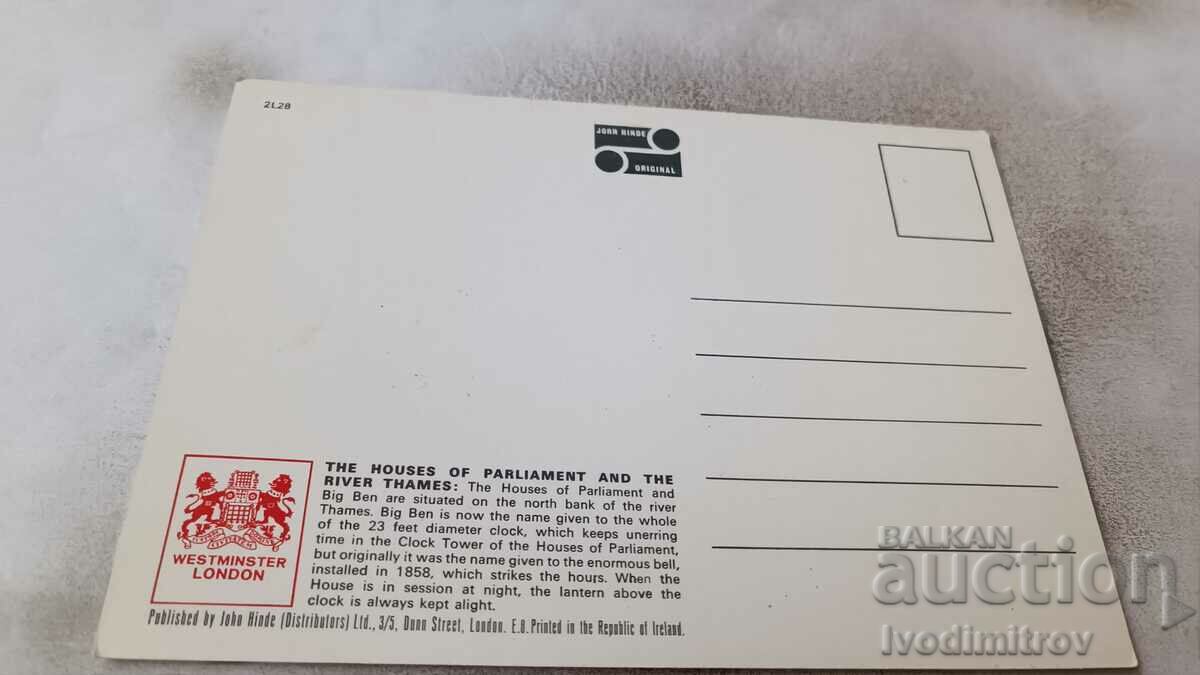 2L28
JOHN HINDE
ORIGINAL
THE HOUSES OF PARLIAMENT AND THE
RIVER THAMES: The Houses of Parliament and
Big Ben are situated on the north bank of the river
Thames. Big Ben is now the name given to the whole
of the 23 feet diameter clock, which keeps unerring
time in the Clock Tower of the Houses of Parliament,
but originally it was the name given to the enormous bell,
installed in 1858, which strikes the hours. When the
House is in session at night, the lantern above the
clock is always kept alight.
WESTMINSTER
LONDON
Published by John Hinde (Distributors) Ltd., 3/5, Dunn Street, London. E.8. Printed in the Republic of Ireland.
BALKAN
auction
Ivodimitrov